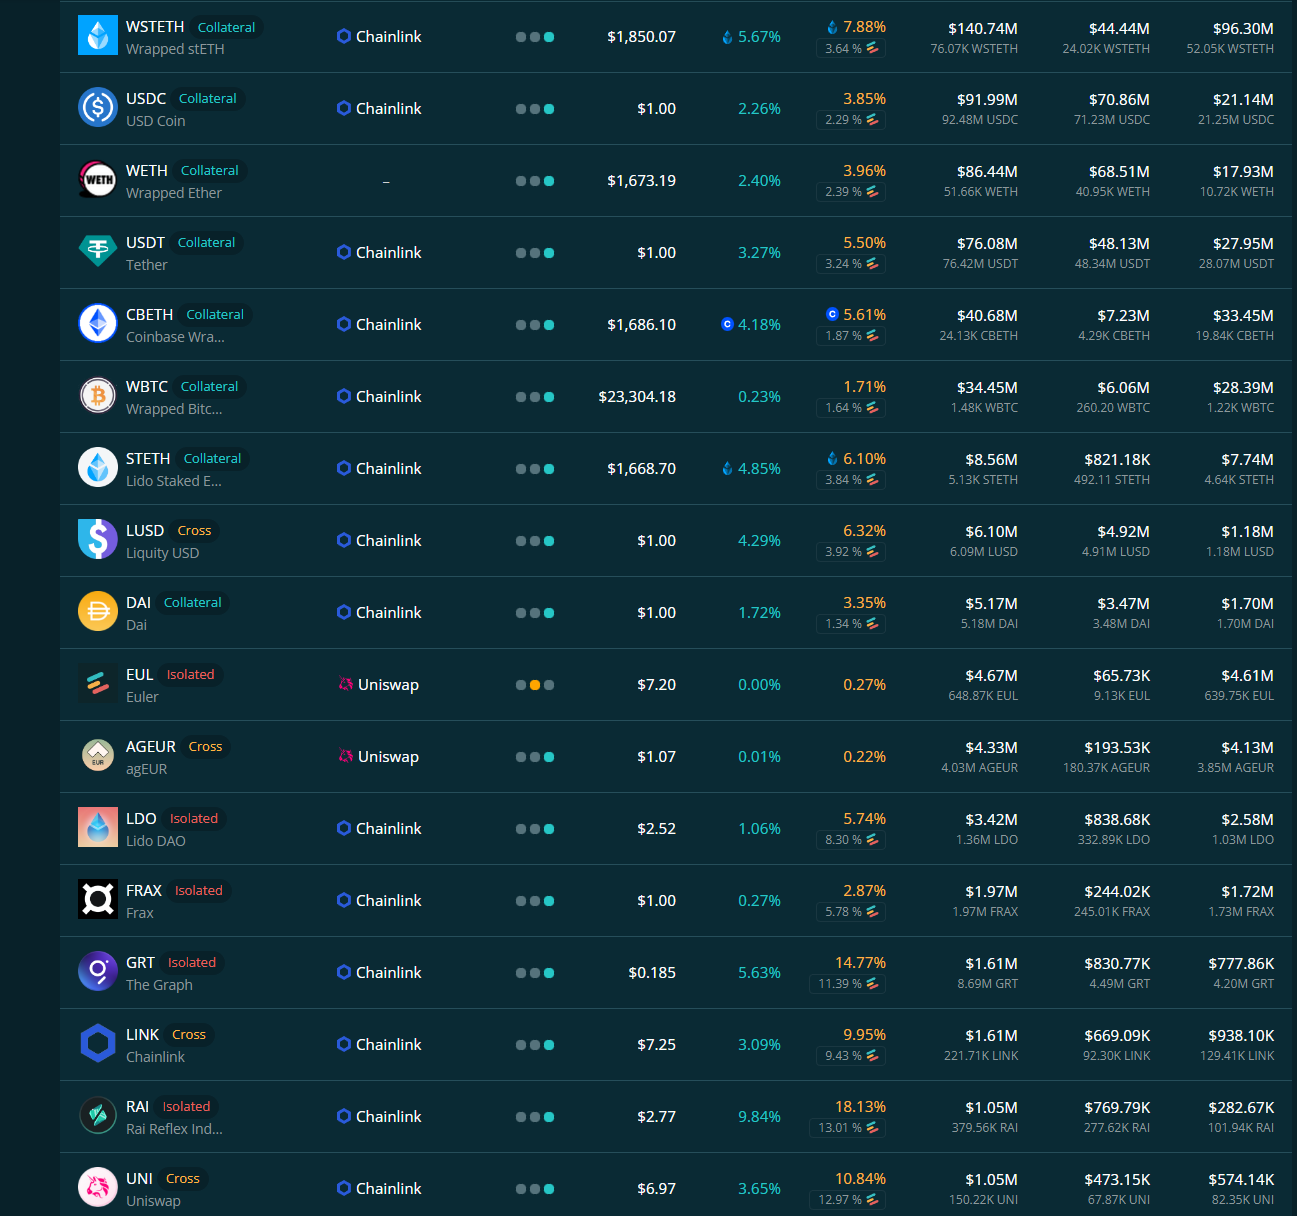 WSTETH Collateral Chainlink $1,850.07 5.67% 7.88% $140.74M $44.44M $96.30M
Wrapped stETH 3.64 % 76.07K WSTETH 24.02K WSTETH 52.05K WSTETH
USDC Collateral Chainlink $1.00 2.26% 3.85% $91.99M $70.86M $21.14M
USD Coin 2.29 % 92.48M USDC 71.23M USDC 21.25M USDC
WETH Collateral – $1,673.19 2.40% 3.96% $86.44M $68.51M $17.93M
WETH Wrapped Ether 2.39 % 51.66K WETH 40.95K WETH 10.72K WETH
USDT Collateral Chainlink $1.00 3.27% 5.50% $76.08M $48.13M $27.95M
Tether 3.24 % 76.42M USDT 48.34M USDT 28.07M USDT
CBETH Collateral Chainlink $1,686.10 4.18% 5.61% $40.68M $7.23M $33.45M
Coinbase Wra... 1.87 % 24.13K CBETH 4.29K CBETH 19.84K CBETH
WBTC Collateral Chainlink $23,304.18 0.23% 1.71% $34.45M $6.06M $28.39M
Wrapped Bitc... 1.64 % 1.48K WBTC 260.20 WBTC 1.22K WBTC
STETH Collateral Chainlink $1,668.70 4.85% 6.10% $8.56M $821.18K $7.74M
Lido Staked E... 3.84 % 5.13K STETH 492.11 STETH 4.64K STETH
LUSD Cross Chainlink $1.00 4.29% 6.32% $6.10M $4.92M $1.18M
Liquity USD 3.92 % 6.09M LUSD 4.91M LUSD 1.18M LUSD
DAI Collateral Chainlink $1.00 1.72% 3.35% $5.17M $3.47M $1.70M
Dai 1.34 % 5.18M DAI 3.48M DAI 1.70M DAI
EUL Isolated Uniswap $7.20 0.00% 0.27% $4.67M $65.73K $4.61M
Euler 648.87K EUL 9.13K EUL 639.75K EUL
AGEUR Cross Uniswap $1.07 0.01% 0.22% $4.33M $193.53K $4.13M
EUR agEUR 4.03M AGEUR 180.37K AGEUR 3.85M AGEUR
LDO Isolated Chainlink $2.52 1.06% 5.74% $3.42M $838.68K $2.58M
Lido DAO 8.30 % 1.36M LDO 332.89K LDO 1.03M LDO
FRAX Isolated Chainlink $1.00 0.27% 2.87% $1.97M $244.02K $1.72M
Frax 5.78 % 1.97M FRAX 245.01K FRAX 1.73M FRAX
GRT Isolated Chainlink $0.185 5.63% 14.77% $1.61M $830.77K $777.86K
The Graph 11.39 % 8.69M GRT 4.49M GRT 4.20M GRT
LINK Cross Chainlink $7.25 3.09% 9.95% $1.61M $669.09K $938.10K
Chainlink 9.43 % 221.71K LINK 92.30K LINK 129.41K LINK
RAI Isolated Chainlink $2.77 9.84% 18.13% $1.05M $769.79K $282.67K
Rai Reflex Ind... 13.01 % 379.56K RAI 277.62K RAI 101.94K RAI
UNI Cross Chainlink $6.97 3.65% 10.84% $1.05M $473.15K $574.14K
Uniswap 12.97 % 150.22K UNI 67.87K UNI 82.35K UNI